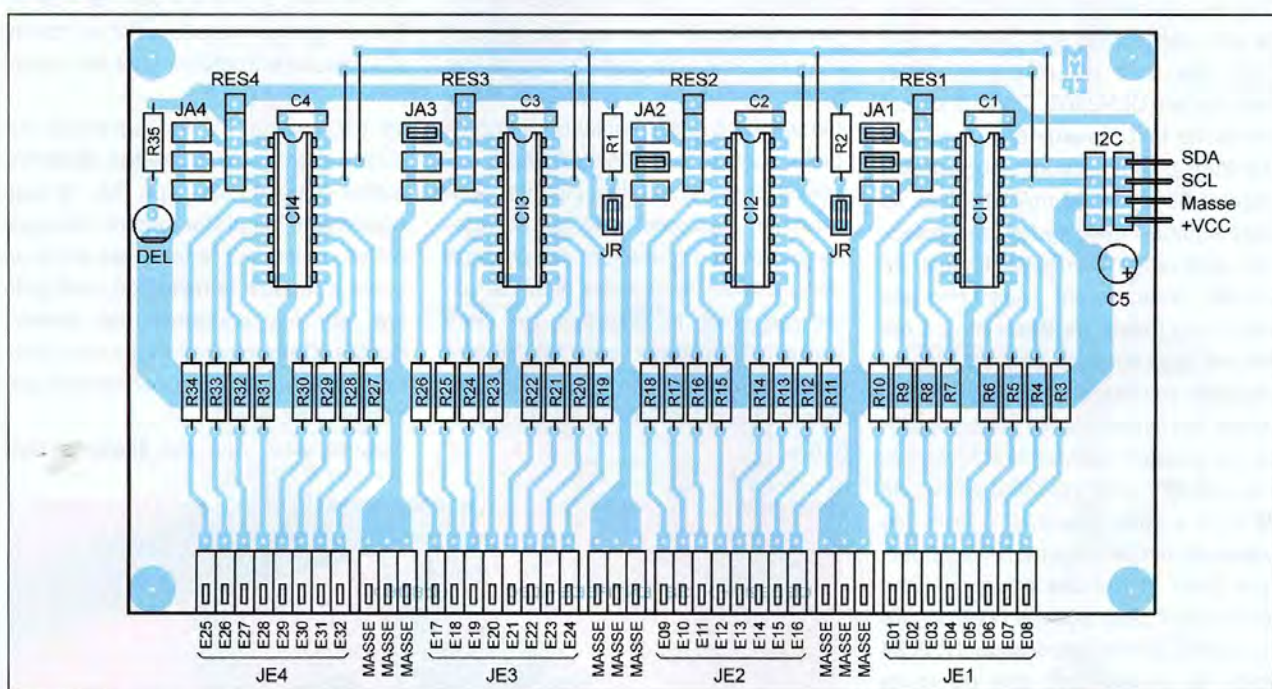 RES4 RES3 RES2 RES1 M
93
JA4 C4 JA3 C3 JA2 C2 JA1 C1 I2C
R35 R1 R2
SDA
SCL
Masse
+VCC
CI4 CI3 CI2 CI1
DEL JR JR
+
C5
R34 R33 R32 R31 R30 R29 R28 R27 R26 R25 R24 R23 R22 R21 R20 R19 R18 R17 R16 R15 R14 R13 R12 R11 R10 R9 R8 R7 R6 R5 R4 R3
E25 E26 E27 E28 E29 E30 E31 E32 MASSE MASSE MASSE E17 E18 E19 E20 E21 E22 E23 E24 MASSE MASSE MASSE E09 E10 E11 E12 E13 E14 E15 E16 MASSE MASSE MASSE E01 E02 E03 E04 E05 E06 E07 E08
JE4 JE3 JE2 JE1